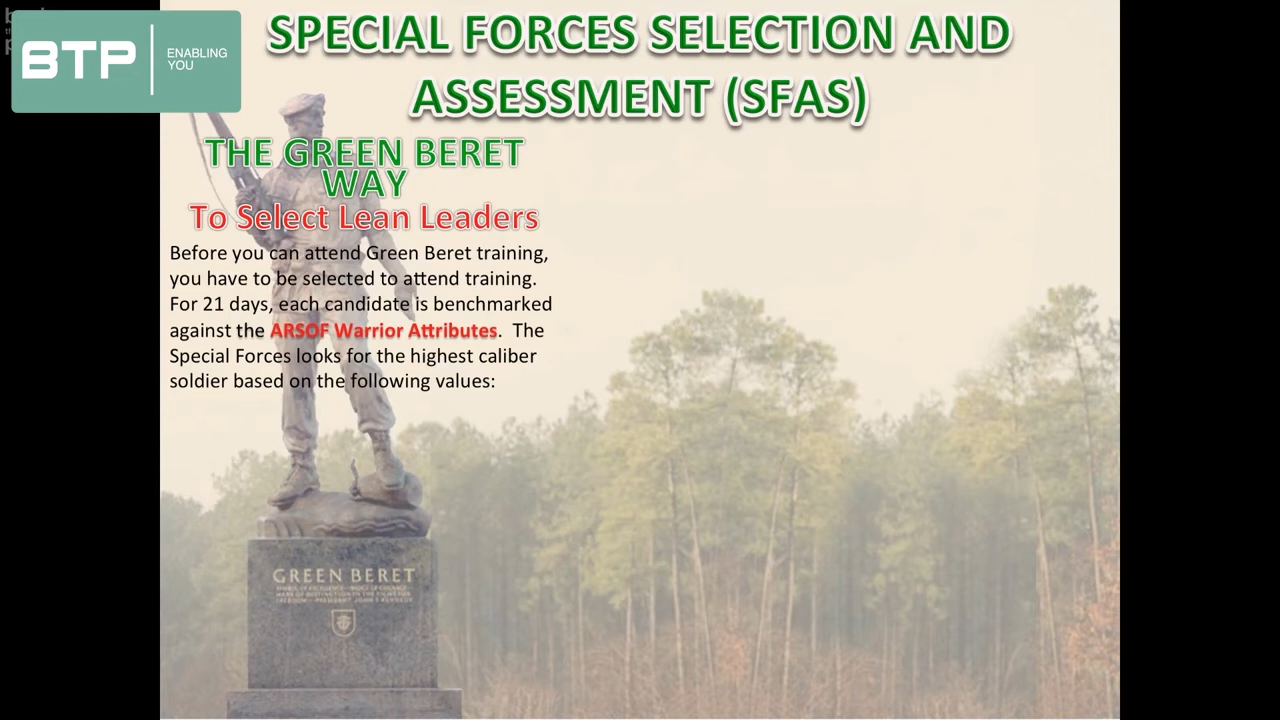 BTP
ENABLING
YOU
SPECIAL FORCES SELECTION AND
ASSESSMENT (SFAS)
THE GREEN BERET
WAY
To Select Lean Leaders
Before you can attend Green Beret training,
you have to be selected to attend training.
For 21 days, each candidate is benchmarked
against the ARSOF Warrior Attributes.  The
Special Forces looks for the highest caliber
soldier based on the following values:
GREEN BERET